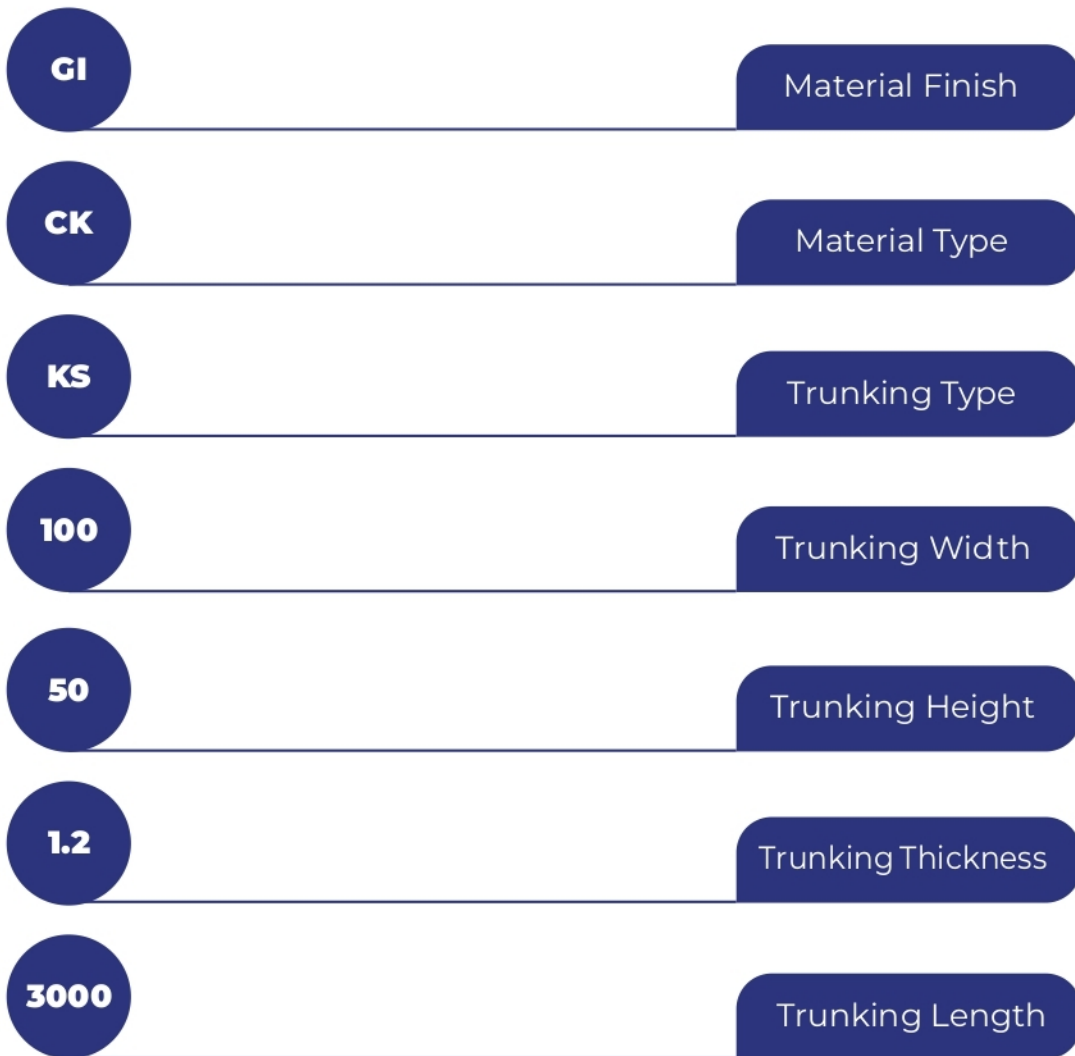 GI
Material Finish
CK
Material Type
KS
Trunking Type
100
Trunking Width
50
Trunking Height
1.2
Trunking Thickness
3000
Trunking Length